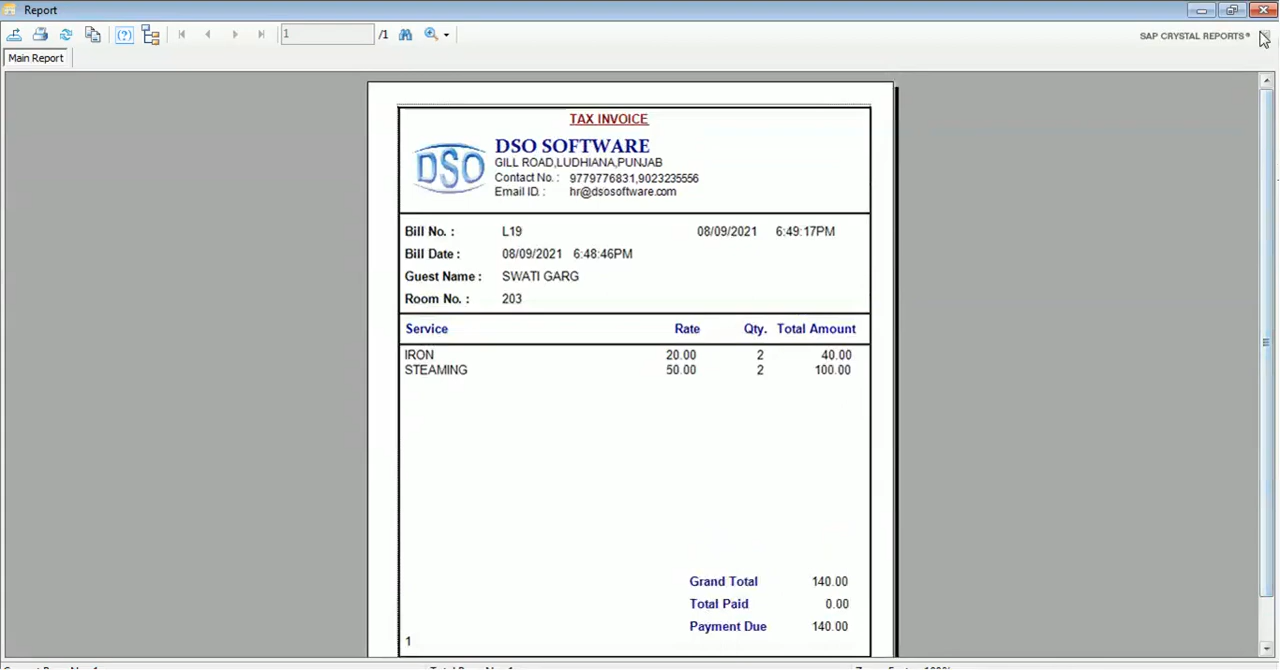 Report
1 /1 SAP CRYSTAL REPORTS®
Main Report
TAX INVOICE
DSO
DSO SOFTWARE
GILL ROAD,LUDHIANA,PUNJAB
Contact No. : 9779776831,9023235556
Email ID. : hr@dsosoftware.com
Bill No. : L19 08/09/2021 6:49:17PM
Bill Date : 08/09/2021 6:48:46PM
Guest Name : SWATI GARG
Room No. : 203
Service Rate Qty. Total Amount
IRON 20.00 2 40.00
STEAMING 50.00 2 100.00
Grand Total 140.00
Total Paid 0.00
Payment Due 140.00
1